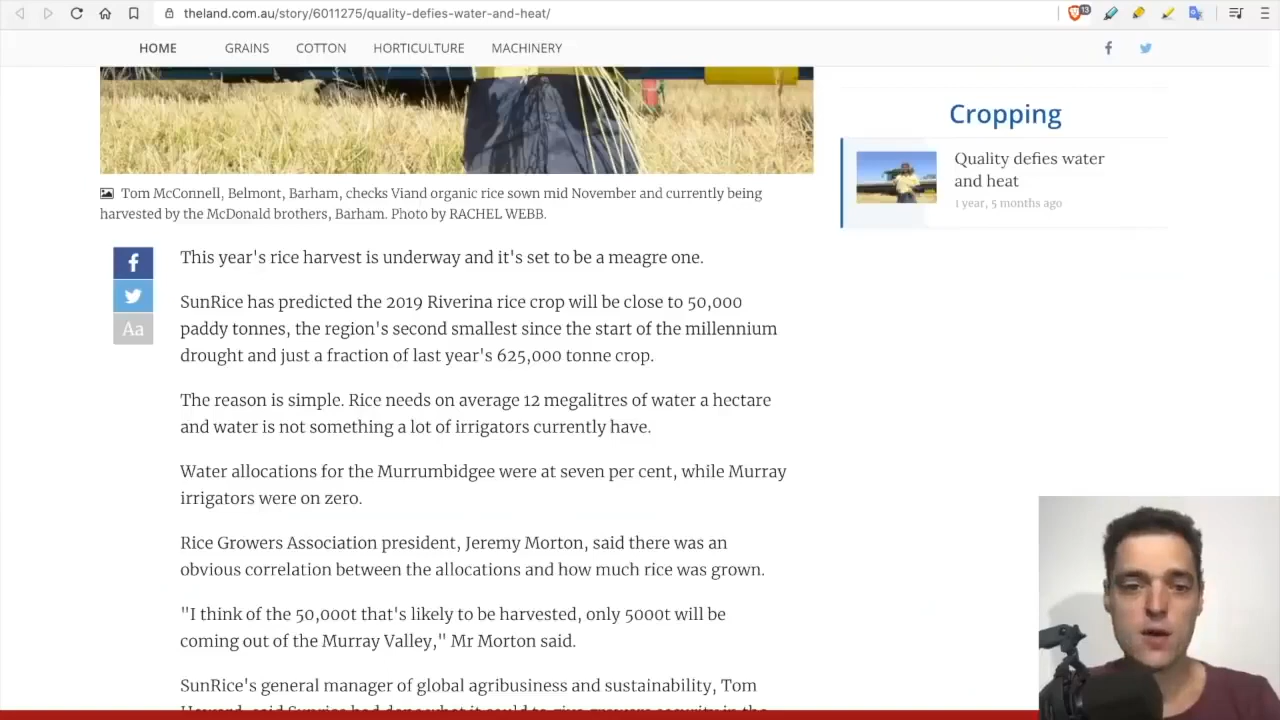 theland.com.au/story/6011275/quality-defies-water-and-heat/
13
HOME GRAINS COTTON HORTICULTURE MACHINERY
Cropping
Quality defies water
and heat
1 year, 5 months ago
Tom McConnell, Belmont, Barham, checks Viand organic rice sown mid November and currently being
harvested by the McDonald brothers, Barham. Photo by RACHEL WEBB.
Aa
This year's rice harvest is underway and it's set to be a meagre one.
SunRice has predicted the 2019 Riverina rice crop will be close to 50,000
paddy tonnes, the region's second smallest since the start of the millennium
drought and just a fraction of last year's 625,000 tonne crop.
The reason is simple. Rice needs on average 12 megalitres of water a hectare
and water is not something a lot of irrigators currently have.
Water allocations for the Murrumbidgee were at seven per cent, while Murray
irrigators were on zero.
Rice Growers Association president, Jeremy Morton, said there was an
obvious correlation between the allocations and how much rice was grown.
"I think of the 50,000t that's likely to be harvested, only 5000t will be
coming out of the Murray Valley," Mr Morton said.
SunRice's general manager of global agribusiness and sustainability, Tom